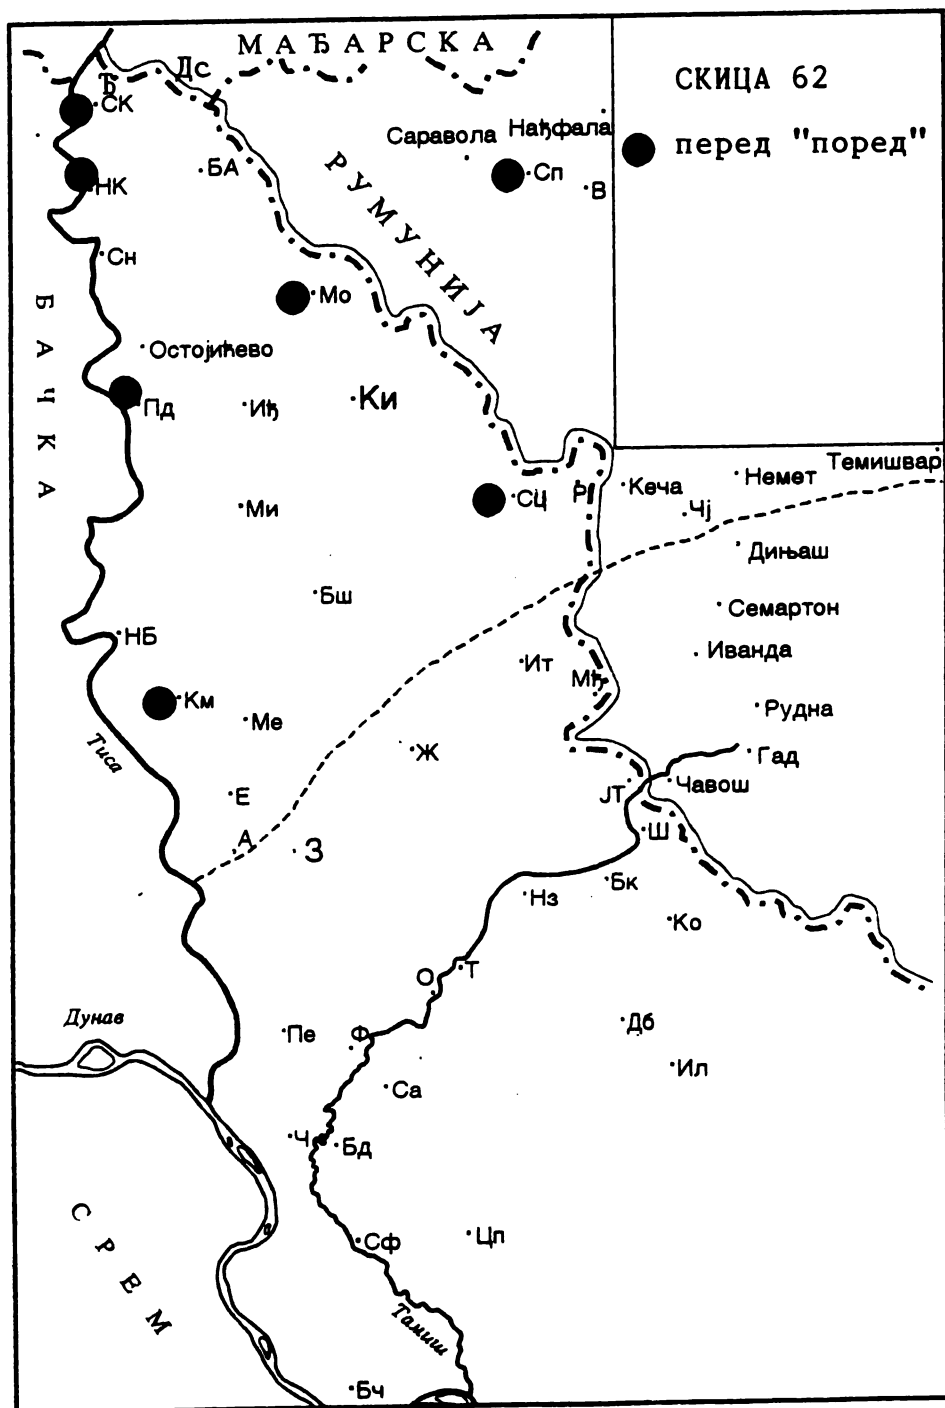 МАЂАРСКА
СКИЦА 62
перед "поред"
Ђ
Дс
СК
Саравола
Нађфала
Сп
В
БА
НК
РУМУНИЈА
Сн
БАЧКА
Мо
Остојићево
Пд
Иђ
Ки
СЦ
Кеча
Немет
Темишвар
Чј
Ми
Дињаш
Бш
Семартон
НБ
Ит
Иванда
Мђ
Км
Ме
Рудна
Тиса
Ж
Гад
Е
ЈТ
Чавош
А
З
Ш
Нз
Бк
Ко
О
Т
Дунав
Пе
Ф
Дб
Ил
Са
Ч
Бд
СРЕМ
Сф
Цп
Тамиш
Бч